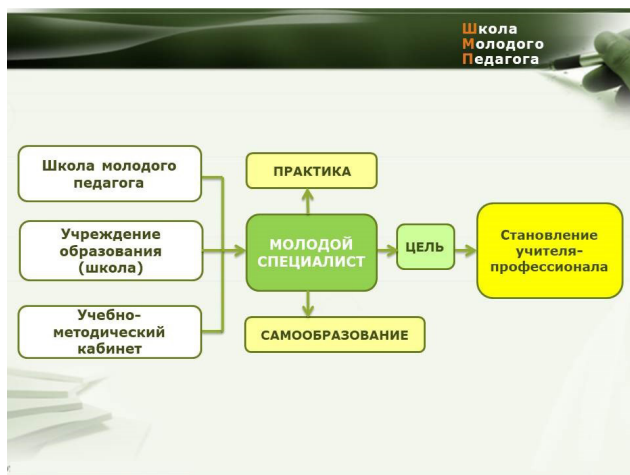 Школа
Молодого
Педагога
Школа молодого
педагога
ПРАКТИКА
Учреждение
образования
(школа)
МОЛОДОЙ
СПЕЦИАЛИСТ
ЦЕЛЬ
Становление
учителя-
профессионала
Учебно-
методический
кабинет
САМООБРАЗОВАНИЕ